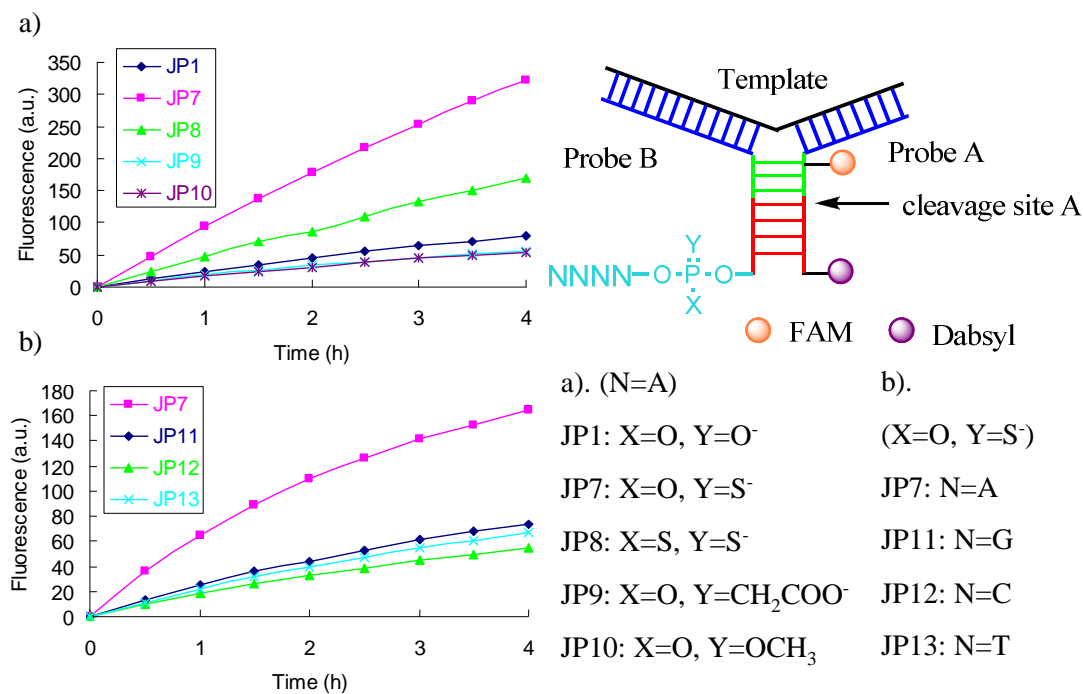 a)
Fluorescence (a.u.)
350
300
250
200
150
100
50
0
JP1
JP7
JP8
JP9
JP10
0 1 2 3 4
Time (h)
Template
Probe B
Probe A
cleavage site A
Y
NNNN—O-P-O
X
FAM
Dabsyl
b)
Fluorescence (a.u.)
180
160
140
120
100
80
60
40
20
0
JP7
JP11
JP12
JP13
0 1 2 3 4
Time (h)
a). (N=A)
JP1: X=O, Y=O⁻
JP7: X=O, Y=S⁻
JP8: X=S, Y=S⁻
JP9: X=O, Y=CH₂COO⁻
JP10: X=O, Y=OCH₃
b).
(X=O, Y=S⁻)
JP7: N=A
JP11: N=G
JP12: N=C
JP13: N=T